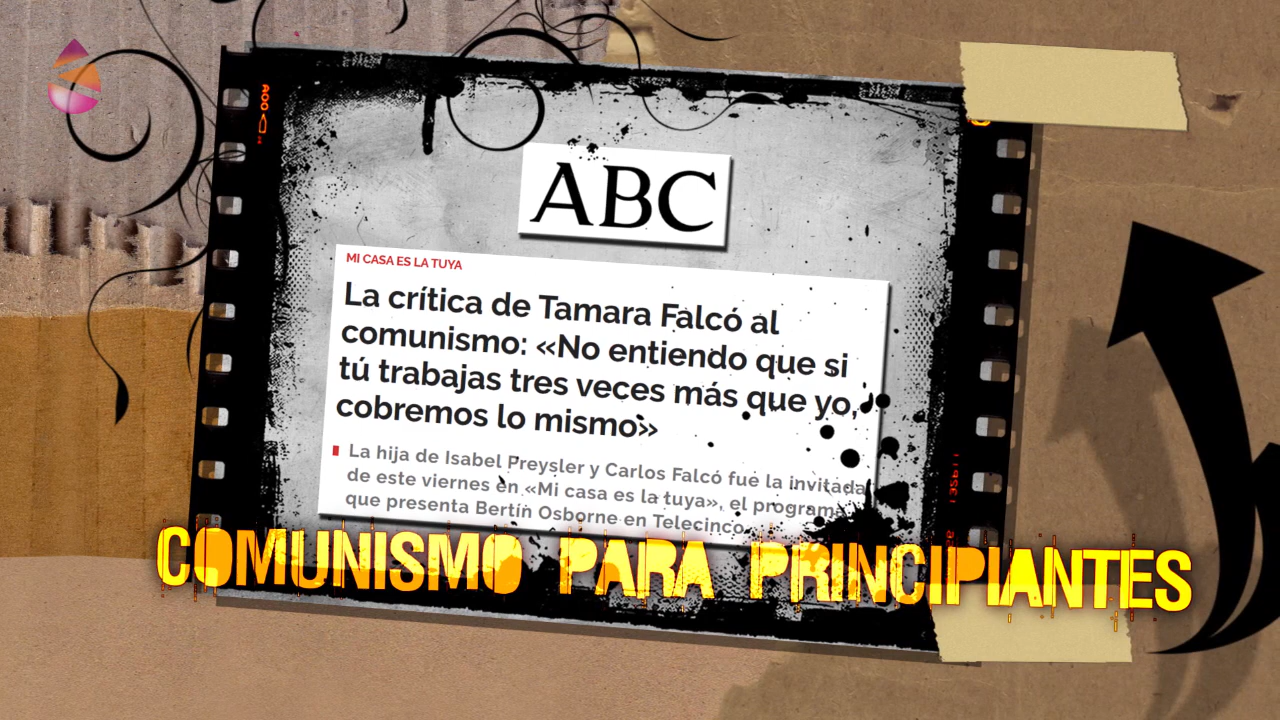 ABC
MI CASA ES LA TUYA
La crítica de Tamara Falcó al
comunismo: «No entiendo que si
tú trabajas tres veces más que yo,
cobremos lo mismo»
La hija de Isabel Preysler y Carlos Falcó fue la invitada
de este viernes en «Mi casa es la tuya», el programa
que presenta Bertín Osborne en Telecinco
COMUNISMO PARA PRINCIPIANTES